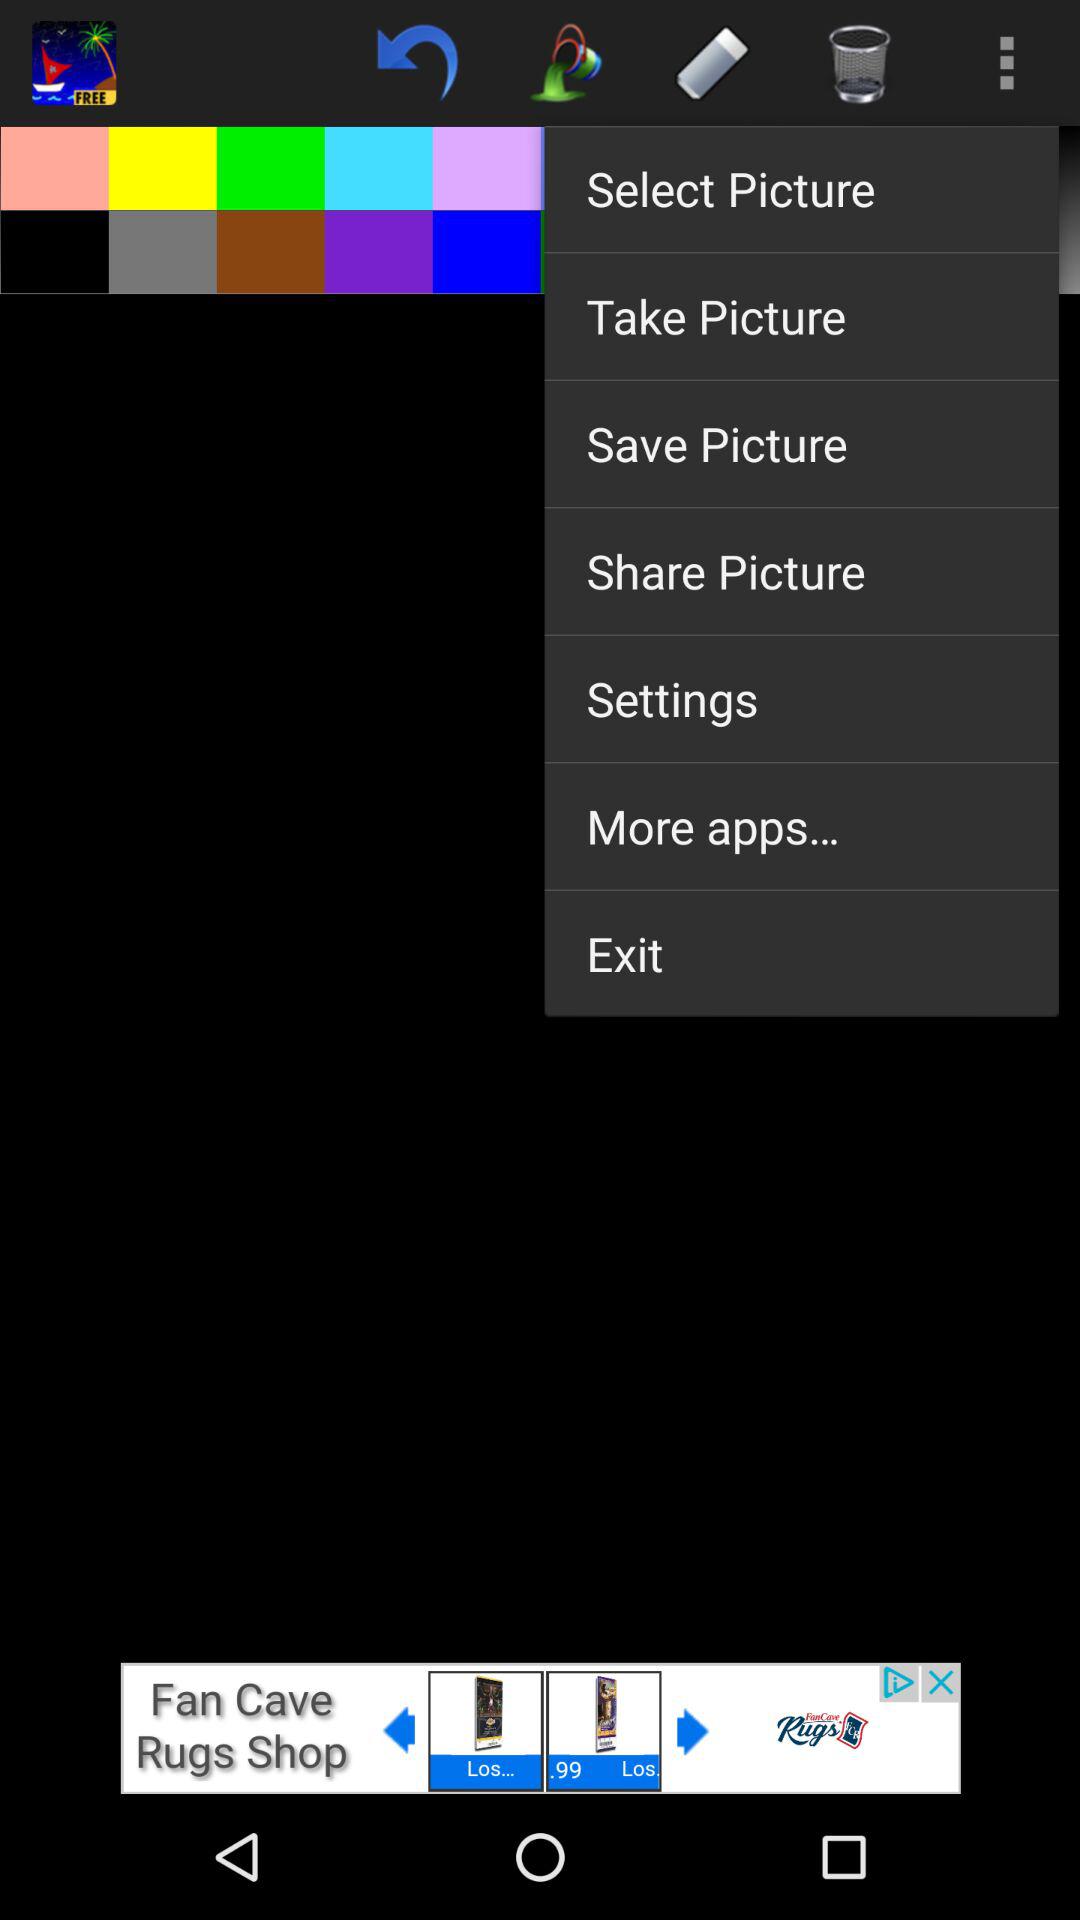 FREE
Select Picture
Take Picture
Save Picture
Share Picture
Settings
More apps...
Exit
Fan Cave
Rugs Shop
Los...
.99 Los.
FanCave
Rugs